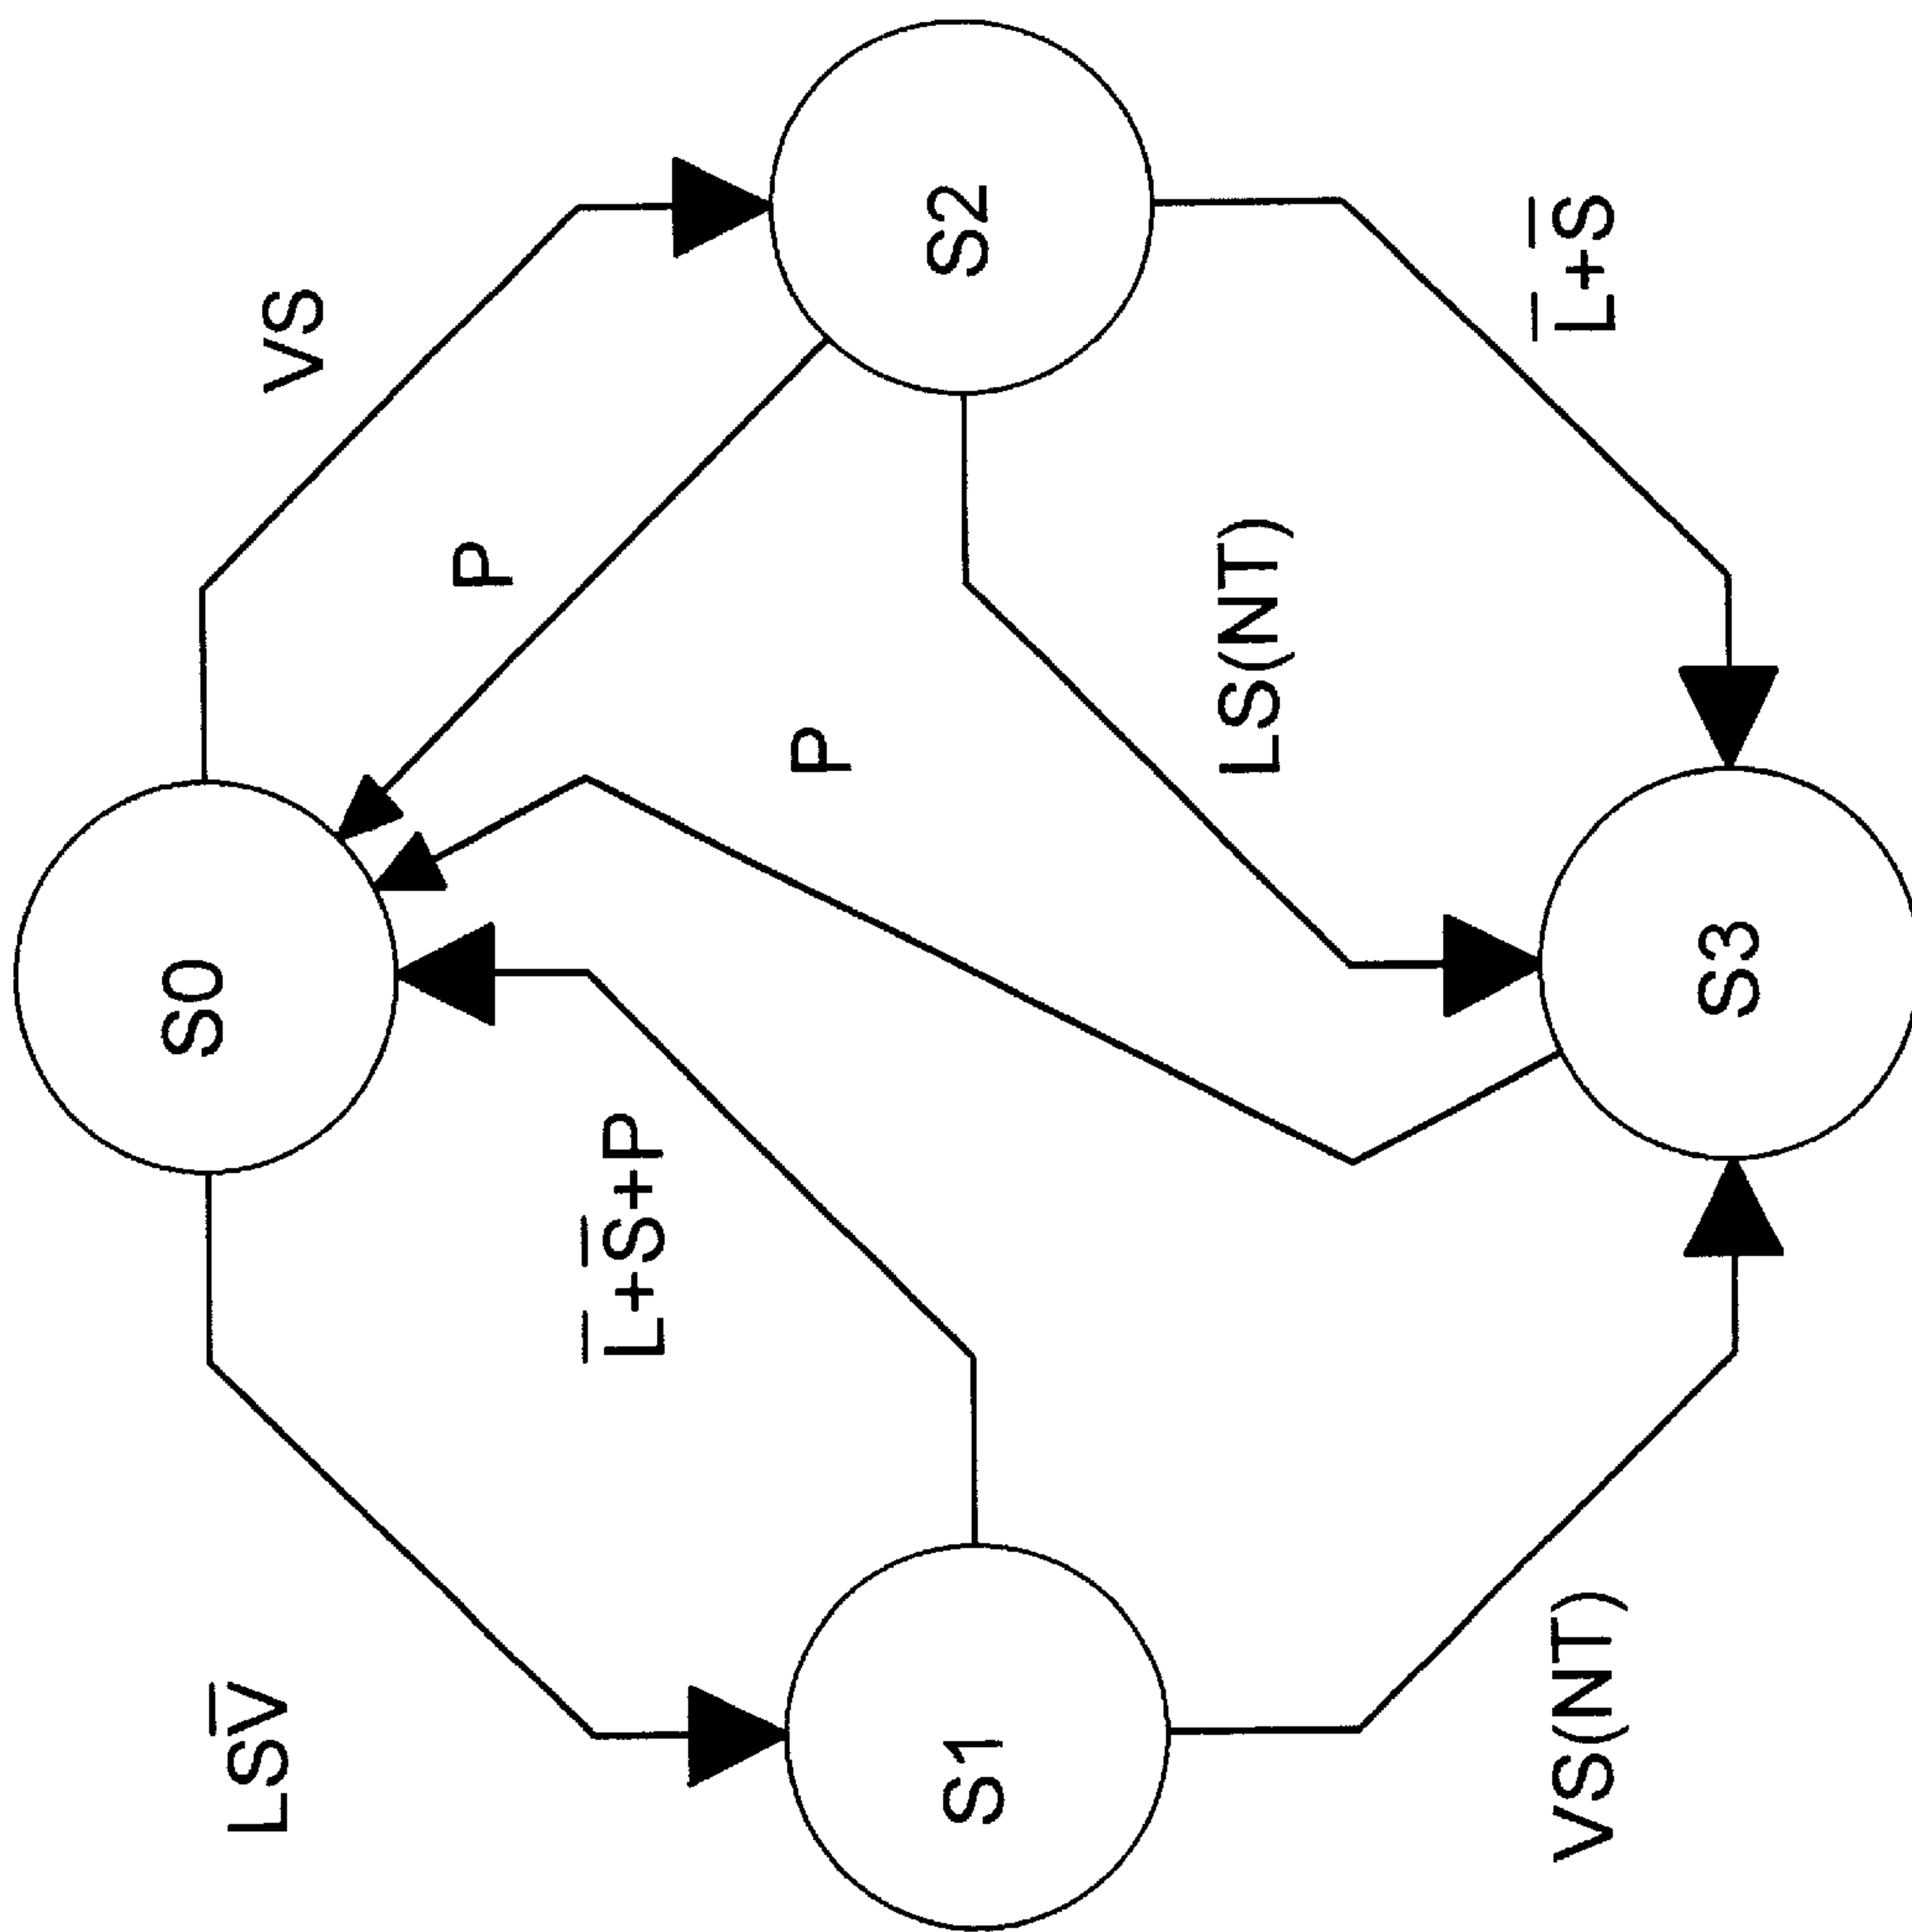 S0
LSV̅
VS
P
L̅+S̅+P
P
S1
S2
LS(NT)
VS(NT)
L̅+S̅
S3